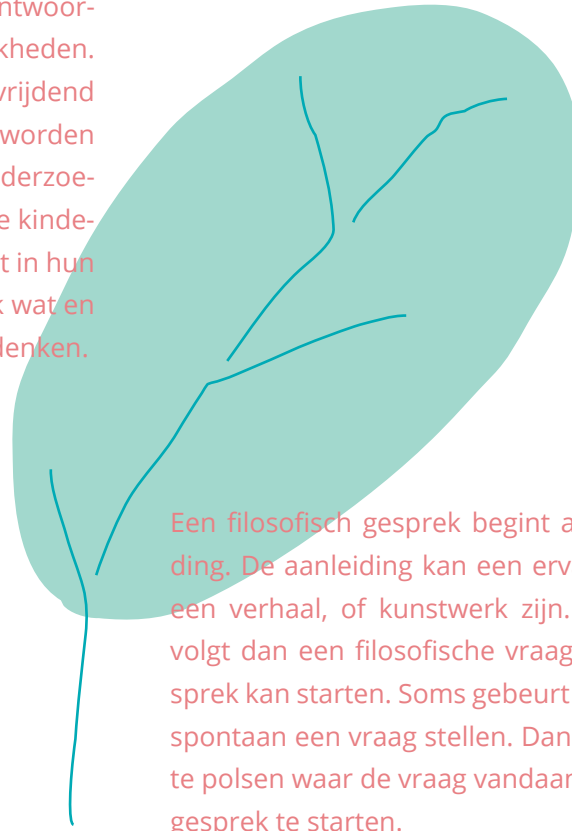 ntwoor-
kheden.
vrijdend
worden
derzoe-
e kinde-
t in hun
k wat en
denken.
Een filosofisch gesprek begint a
ding. De aanleiding kan een erv
een verhaal, of kunstwerk zijn.
volgt dan een filosofische vraag
sprek kan starten. Soms gebeurt
spontaan een vraag stellen. Dan
te polsen waar de vraag vandaan
gesprek te starten.